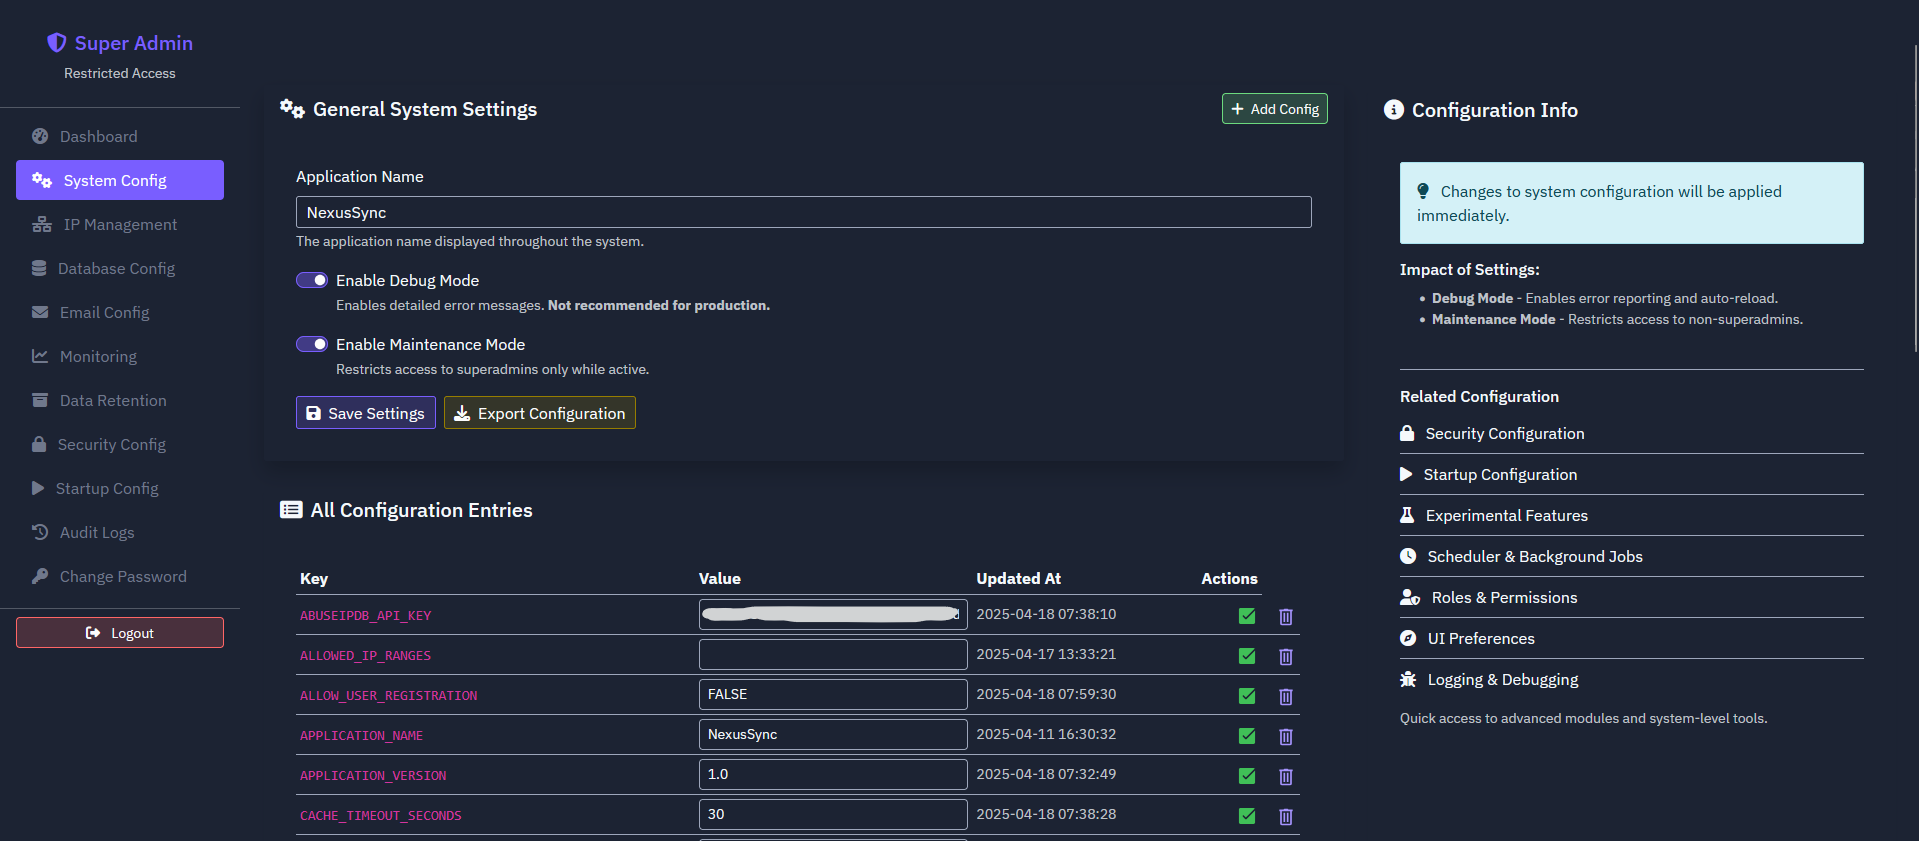 Super Admin
Restricted Access
Dashboard
System Config
IP Management
Database Config
Email Config
Monitoring
Data Retention
Security Config
Startup Config
Audit Logs
Change Password
Logout
General System Settings
Add Config
Application Name
NexusSync
The application name displayed throughout the system.
Enable Debug Mode
Enables detailed error messages. Not recommended for production.
Enable Maintenance Mode
Restricts access to superadmins only while active.
Save Settings Export Configuration
All Configuration Entries
Key Value Updated At Actions
ABUSEIPDB_API_KEY 2025-04-18 07:38:10
ALLOWED_IP_RANGES 2025-04-17 13:33:21
ALLOW_USER_REGISTRATION FALSE 2025-04-18 07:59:30
APPLICATION_NAME NexusSync 2025-04-11 16:30:32
APPLICATION_VERSION 1.0 2025-04-18 07:32:49
CACHE_TIMEOUT_SECONDS 30 2025-04-18 07:38:28
Configuration Info
Changes to system configuration will be applied
immediately.
Impact of Settings:
• Debug Mode - Enables error reporting and auto-reload.
• Maintenance Mode - Restricts access to non-superadmins.
Related Configuration
Security Configuration
Startup Configuration
Experimental Features
Scheduler & Background Jobs
Roles & Permissions
UI Preferences
Logging & Debugging
Quick access to advanced modules and system-level tools.